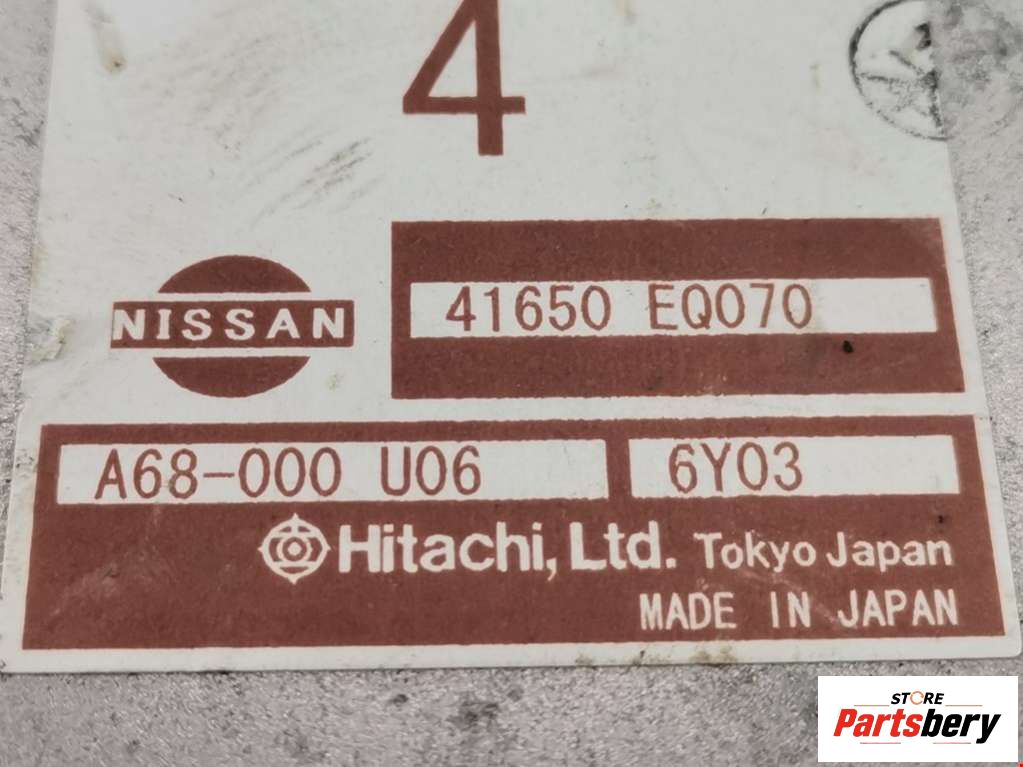 4
NISSAN
41650 EQ070
A68-000 U06
6Y03
Hitachi, Ltd. Tokyo Japan
MADE IN JAPAN
STORE
Partsbery